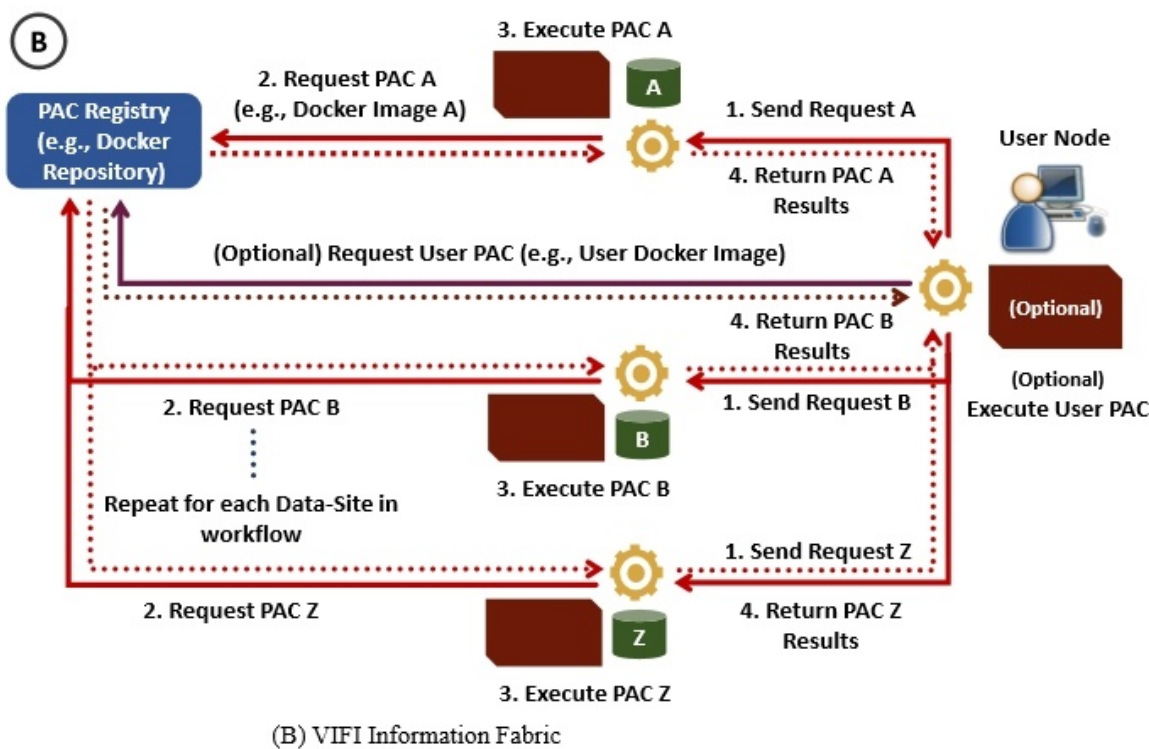 B
3. Execute PAC A
2. Request PAC A
(e.g., Docker Image A)
A
1. Send Request A
PAC Registry
(e.g., Docker
Repository)
User Node
4. Return PAC A
Results
(Optional) Request User PAC (e.g., User Docker Image)
(Optional)
4. Return PAC B
Results
(Optional)
Execute User PAC
2. Request PAC B
1. Send Request B
B
3. Execute PAC B
Repeat for each Data-Site in
workflow
1. Send Request Z
2. Request PAC Z
4. Return PAC Z
Results
Z
3. Execute PAC Z
(B) VIFI Information Fabric